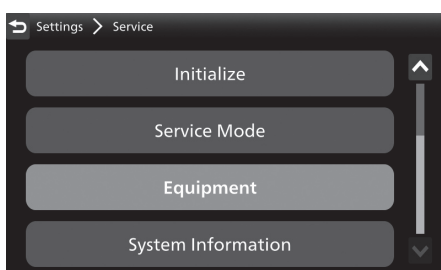 Settings > Service
Initialize
Service Mode
Equipment
System Information